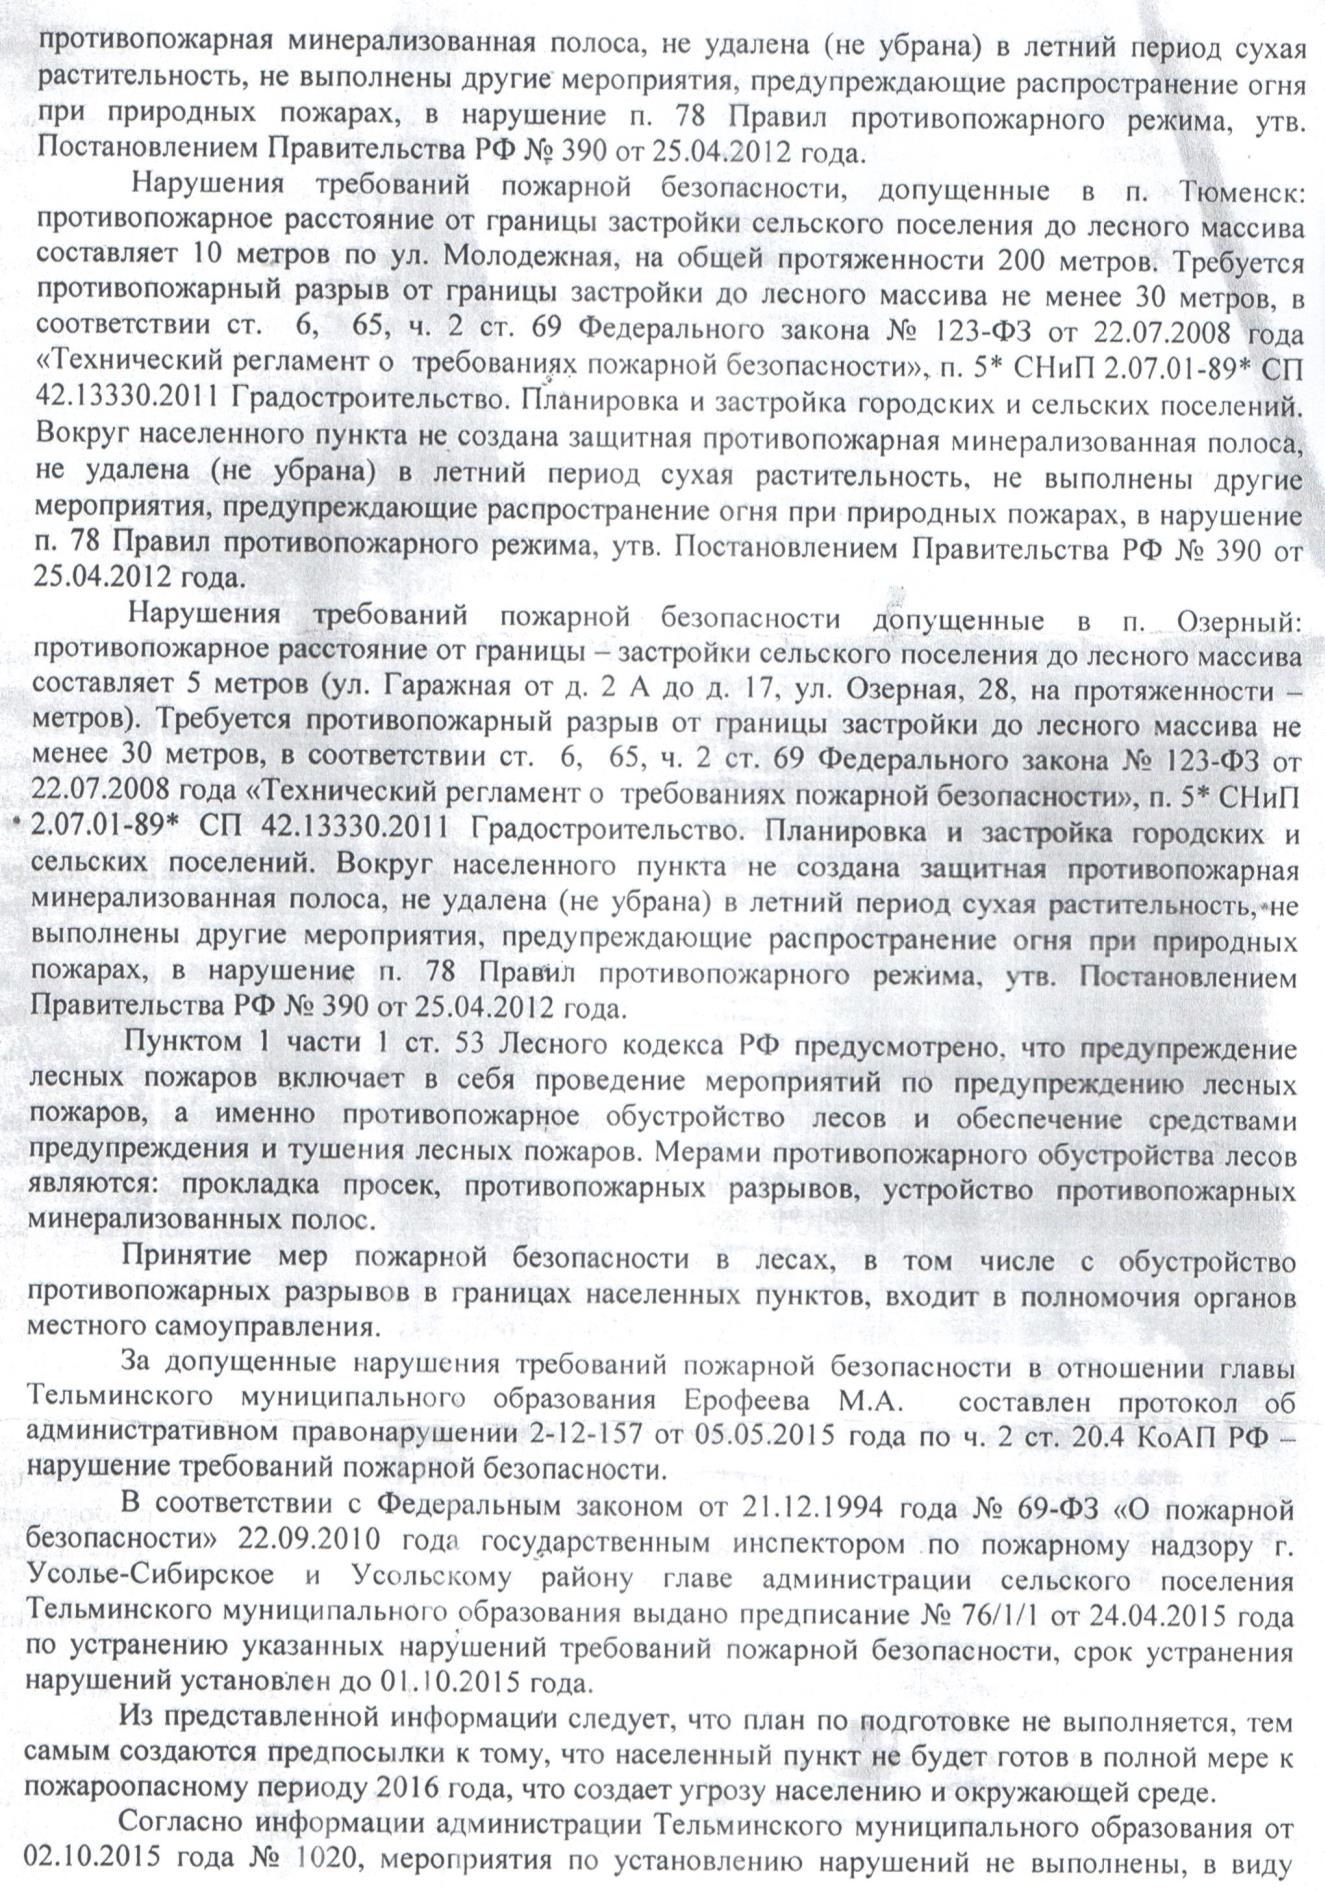 противопожарная минерализованная полоса, не удалена (не убрана) в летний период сухая
растительность, не выполнены другие мероприятия, предупреждающие распространение огня
при природных пожарах, в нарушение п. 78 Правил противопожарного режима, утв.
Постановлением Правительства РФ № 390 от 25.04.2012 года.
Нарушения требований пожарной безопасности, допущенные в п. Тюменск:
противопожарное расстояние от границы застройки сельского поселения до лесного массива
составляет 10 метров по ул. Молодежная, на общей протяженности 200 метров. Требуется
противопожарный разрыв от границы застройки до лесного массива не менее 30 метров, в
соответствии ст. 6, 65, ч. 2 ст. 69 Федерального закона № 123-ФЗ от 22.07.2008 года
«Технический регламент о требованиях пожарной безопасности», п. 5* СНиП 2.07.01-89* СП
42.13330.2011 Градостроительство. Планировка и застройка городских и сельских поселений.
Вокруг населенного пункта не создана защитная противопожарная минерализованная полоса,
не удалена (не убрана) в летний период сухая растительность, не выполнены другие
мероприятия, предупреждающие распространение огня при природных пожарах, в нарушение
п. 78 Правил противопожарного режима, утв. Постановлением Правительства РФ № 390 от
25.04.2012 года.
Нарушения требований пожарной безопасности допущенные в п. Озерный:
противопожарное расстояние от границы – застройки сельского поселения до лесного массива
составляет 5 метров (ул. Гаражная от д. 2 А до д. 17, ул. Озерная, 28, на протяженности –
метров). Требуется противопожарный разрыв от границы застройки до лесного массива не
менее 30 метров, в соответствии ст. 6, 65, ч. 2 ст. 69 Федерального закона № 123-ФЗ от
22.07.2008 года «Технический регламент о требованиях пожарной безопасности», п. 5* СНиП
2.07.01-89* СП 42.13330.2011 Градостроительство. Планировка и застройка городских и
сельских поселений. Вокруг населенного пункта не создана защитная противопожарная
минерализованная полоса, не удалена (не убрана) в летний период сухая растительность, не
выполнены другие мероприятия, предупреждающие распространение огня при природных
пожарах, в нарушение п. 78 Правил противопожарного режима, утв. Постановлением
Правительства РФ № 390 от 25.04.2012 года.
Пунктом 1 части 1 ст. 53 Лесного кодекса РФ предусмотрено, что предупреждение
лесных пожаров включает в себя проведение мероприятий по предупреждению лесных
пожаров, а именно противопожарное обустройство лесов и обеспечение средствами
предупреждения и тушения лесных пожаров. Мерами противопожарного обустройства лесов
являются: прокладка просек, противопожарных разрывов, устройство противопожарных
минерализованных полос.
Принятие мер пожарной безопасности в лесах, в том числе с обустройство
противопожарных разрывов в границах населенных пунктов, входит в полномочия органов
местного самоуправления.
За допущенные нарушения требований пожарной безопасности в отношении главы
Тельминского муниципального образования Ерофеева М.А. составлен протокол об
административном правонарушении 2-12-157 от 05.05.2015 года по ч. 2 ст. 20.4 КоАП РФ –
нарушение требований пожарной безопасности.
В соответствии с Федеральным законом от 21.12.1994 года № 69-ФЗ «О пожарной
безопасности» 22.09.2010 года государственным инспектором по пожарному надзору г.
Усолье-Сибирское и Усольскому району главе администрации сельского поселения
Тельминского муниципального образования выдано предписание № 76/1/1 от 24.04.2015 года
по устранению указанных нарушений требований пожарной безопасности, срок устранения
нарушений установлен до 01.10.2015 года.
Из представленной информации следует, что план по подготовке не выполняется, тем
самым создаются предпосылки к тому, что населенный пункт не будет готов в полной мере к
пожароопасному периоду 2016 года, что создает угрозу населению и окружающей среде.
Согласно информации администрации Тельминского муниципального образования от
02.10.2015 года № 1020, мероприятия по установлению нарушений не выполнены, в виду